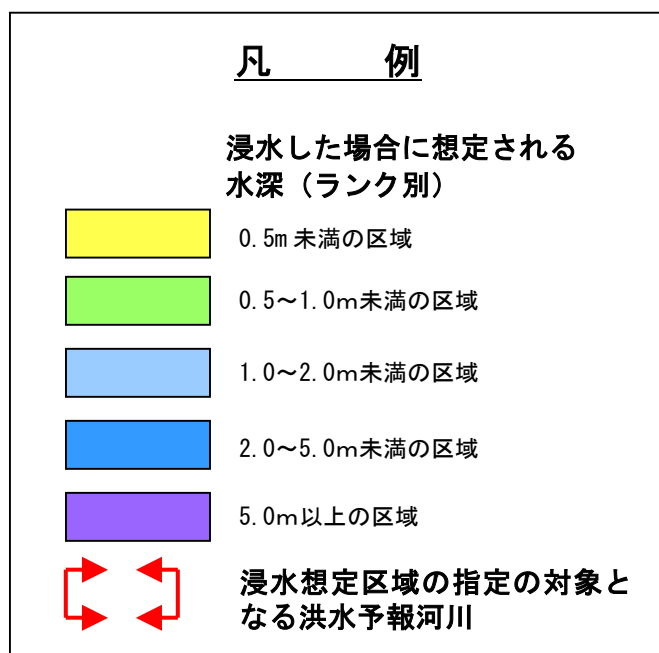 凡　　　例
浸水した場合に想定される
水深（ランク別）
0.5m 未満の区域
0.5～1.0ｍ未満の区域
1.0～2.0ｍ未満の区域
2.0～5.0ｍ未満の区域
5.0ｍ以上の区域
浸水想定区域の指定の対象と
なる洪水予報河川